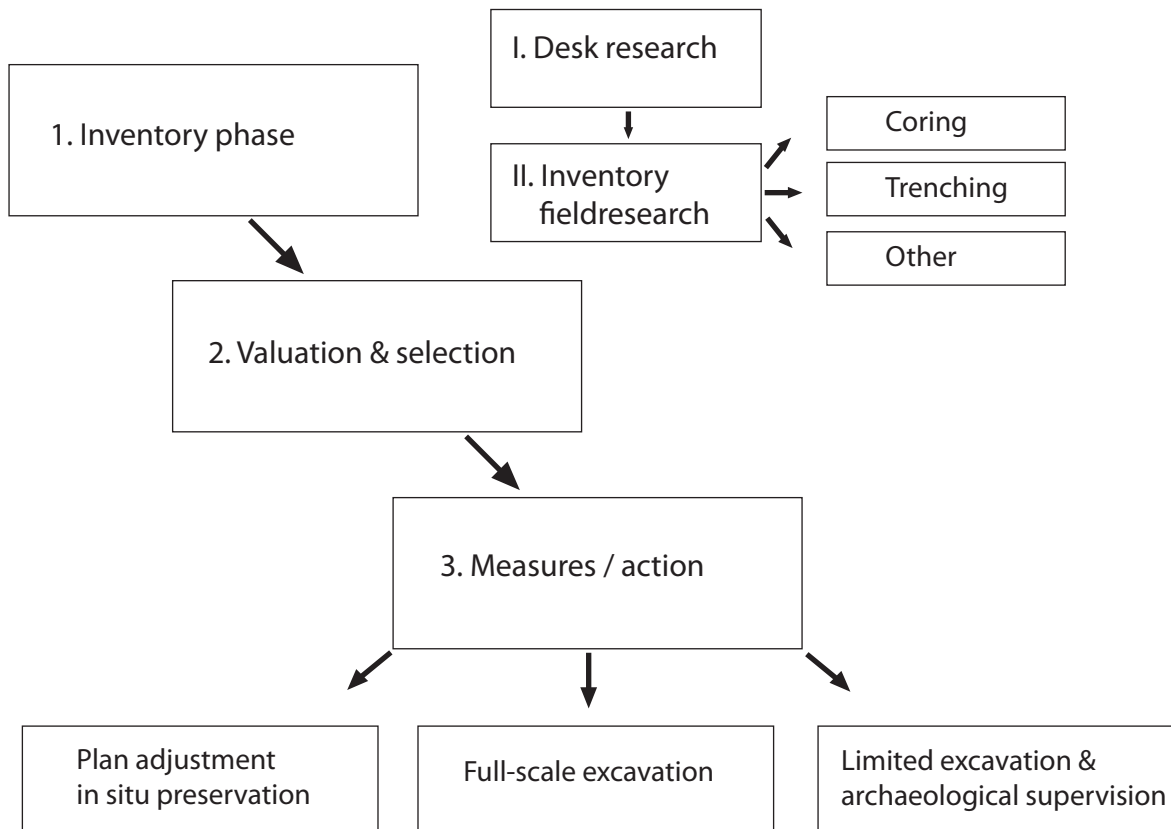 I. Desk research
1. Inventory phase
II. Inventory
fieldresearch
Coring
Trenching
Other
2. Valuation & selection
3. Measures / action
Plan adjustment
in situ preservation
Full-scale excavation
Limited excavation &
archaeological supervision